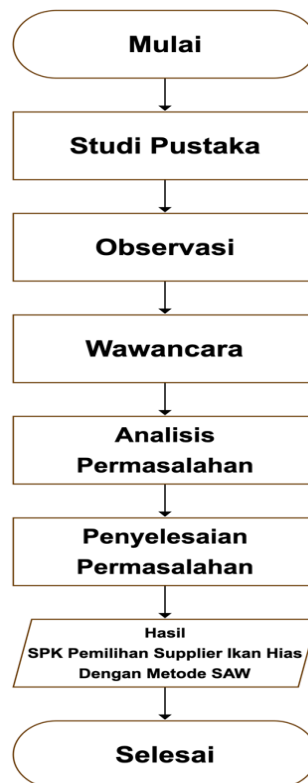 Mulai
Studi Pustaka
Observasi
Wawancara
Analisis
Permasalahan
Penyelesaian
Permasalahan
Hasil
SPK Pemilihan Supplier Ikan Hias
Dengan Metode SAW
Selesai